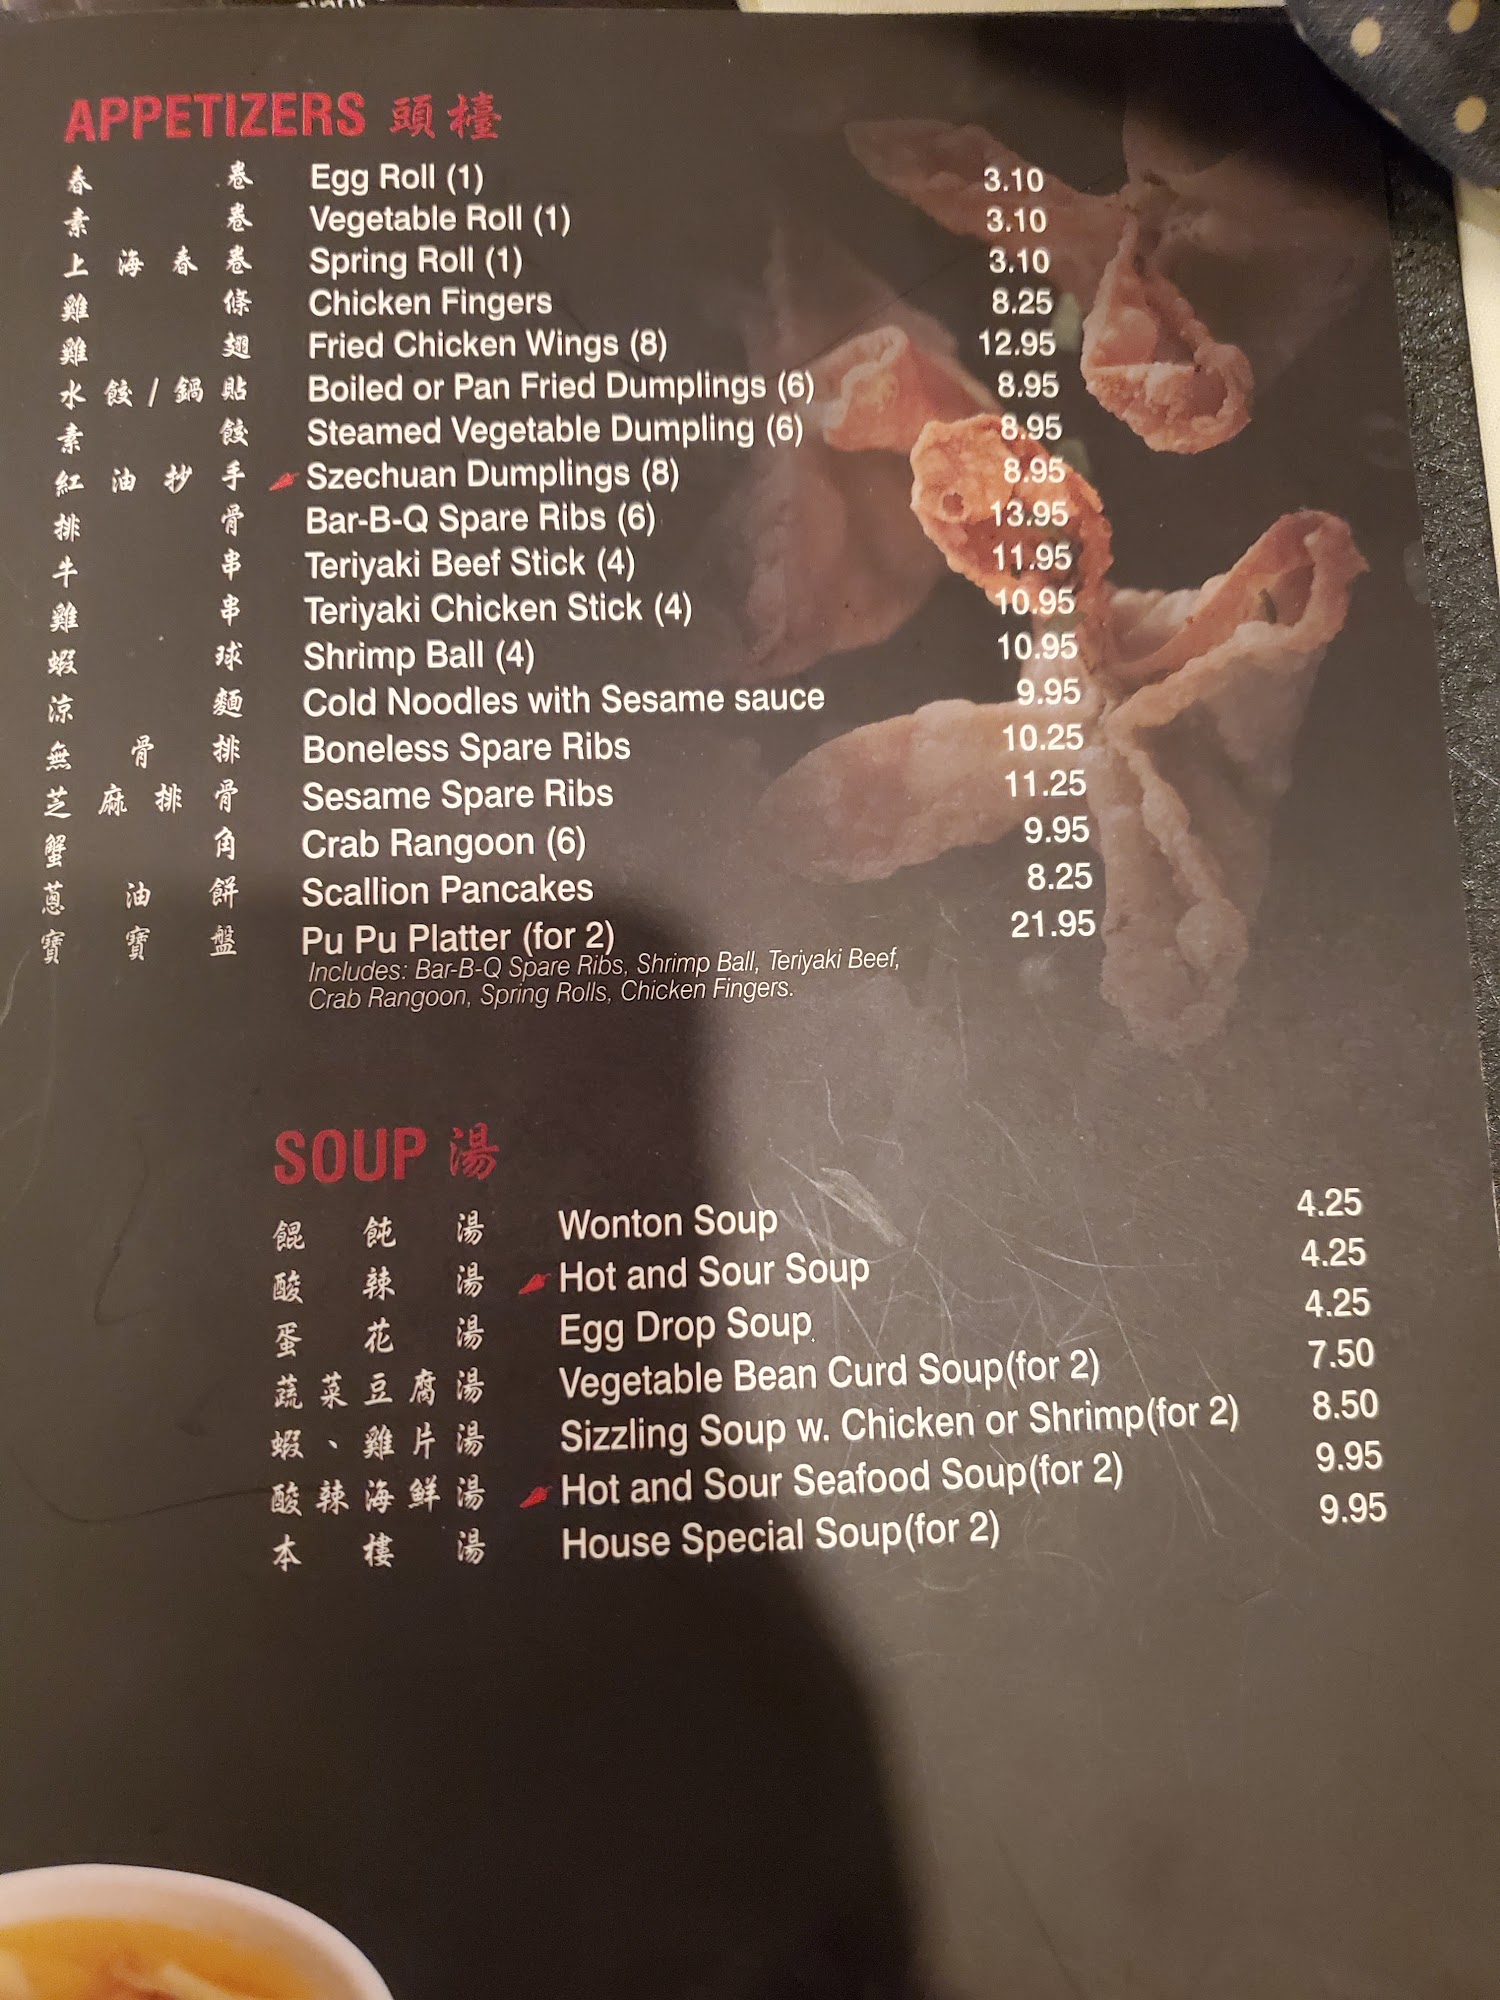 APPETIZERS 頭檯
春卷 Egg Roll (1) 3.10
素卷 Vegetable Roll (1) 3.10
上海春卷 Spring Roll (1) 3.10
雞條 Chicken Fingers 8.25
雞翅 Fried Chicken Wings (8) 12.95
水餃/鍋貼 Boiled or Pan Fried Dumplings (6) 8.95
素餃 Steamed Vegetable Dumpling (6) 8.95
紅油抄手 Szechuan Dumplings (8) 8.95
排骨 Bar-B-Q Spare Ribs (6) 13.95
牛串 Teriyaki Beef Stick (4) 11.95
雞串 Teriyaki Chicken Stick (4) 10.95
蝦球 Shrimp Ball (4) 10.95
涼麵 Cold Noodles with Sesame sauce 9.95
無骨排 Boneless Spare Ribs 10.25
芝麻排骨 Sesame Spare Ribs 11.25
蟹角 Crab Rangoon (6) 9.95
蔥油餅 Scallion Pancakes 8.25
寶寶盤 Pu Pu Platter (for 2) 21.95
Includes: Bar-B-Q Spare Ribs, Shrimp Ball, Teriyaki Beef,
Crab Rangoon, Spring Rolls, Chicken Fingers.
SOUP 湯
餛飩湯 Wonton Soup 4.25
酸辣湯 Hot and Sour Soup 4.25
蛋花湯 Egg Drop Soup 4.25
蔬菜豆腐湯 Vegetable Bean Curd Soup(for 2) 7.50
蝦、雞片湯 Sizzling Soup w. Chicken or Shrimp(for 2) 8.50
酸辣海鮮湯 Hot and Sour Seafood Soup(for 2) 9.95
本樓湯 House Special Soup(for 2) 9.95